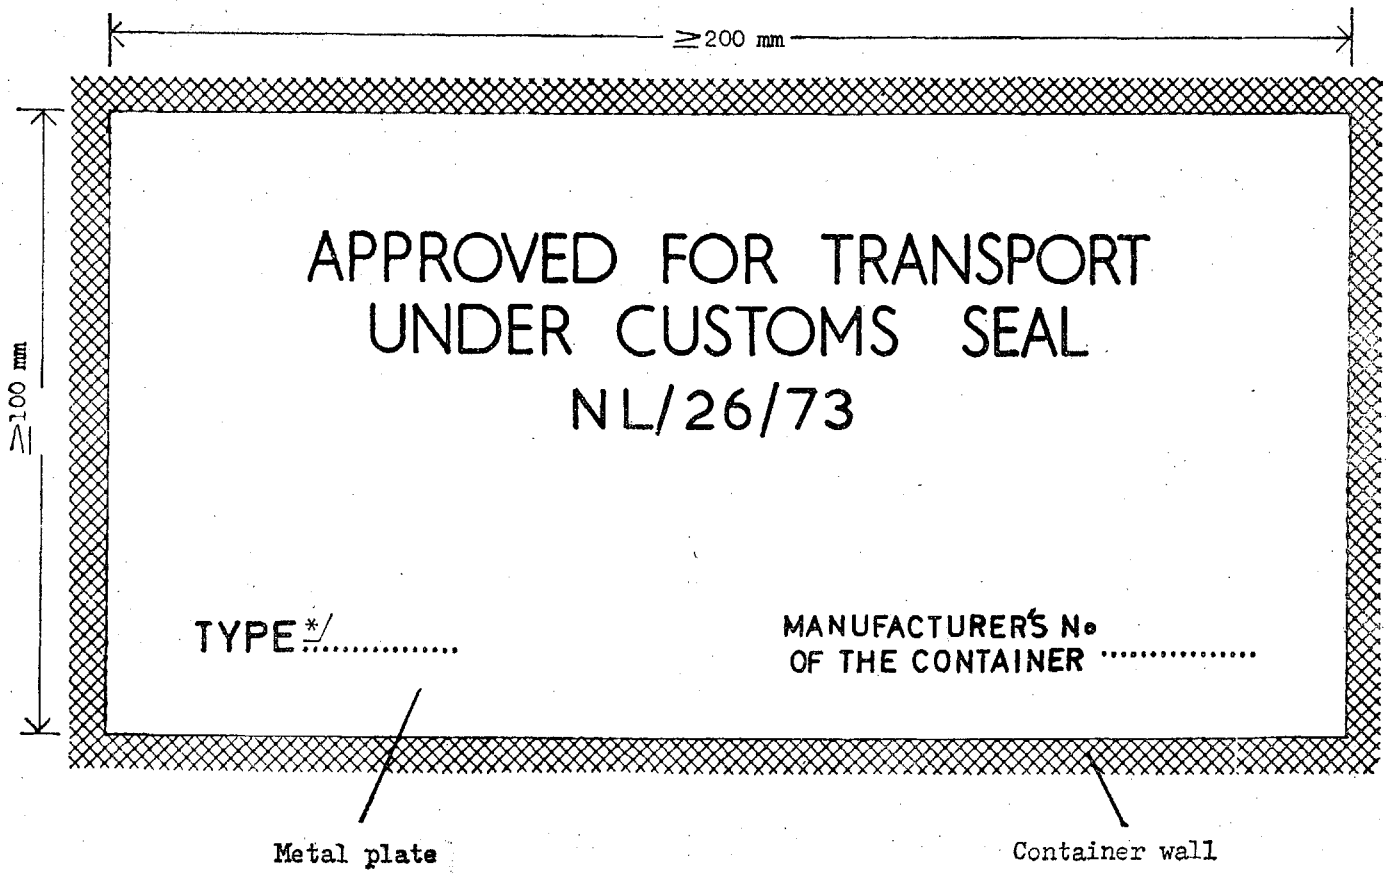 ≥200 mm
≥100 mm
APPROVED FOR TRANSPORT
UNDER CUSTOMS SEAL
NL/26/73
TYPE */...............
MANUFACTURER'S No
OF THE CONTAINER ................
Metal plate
Container wall